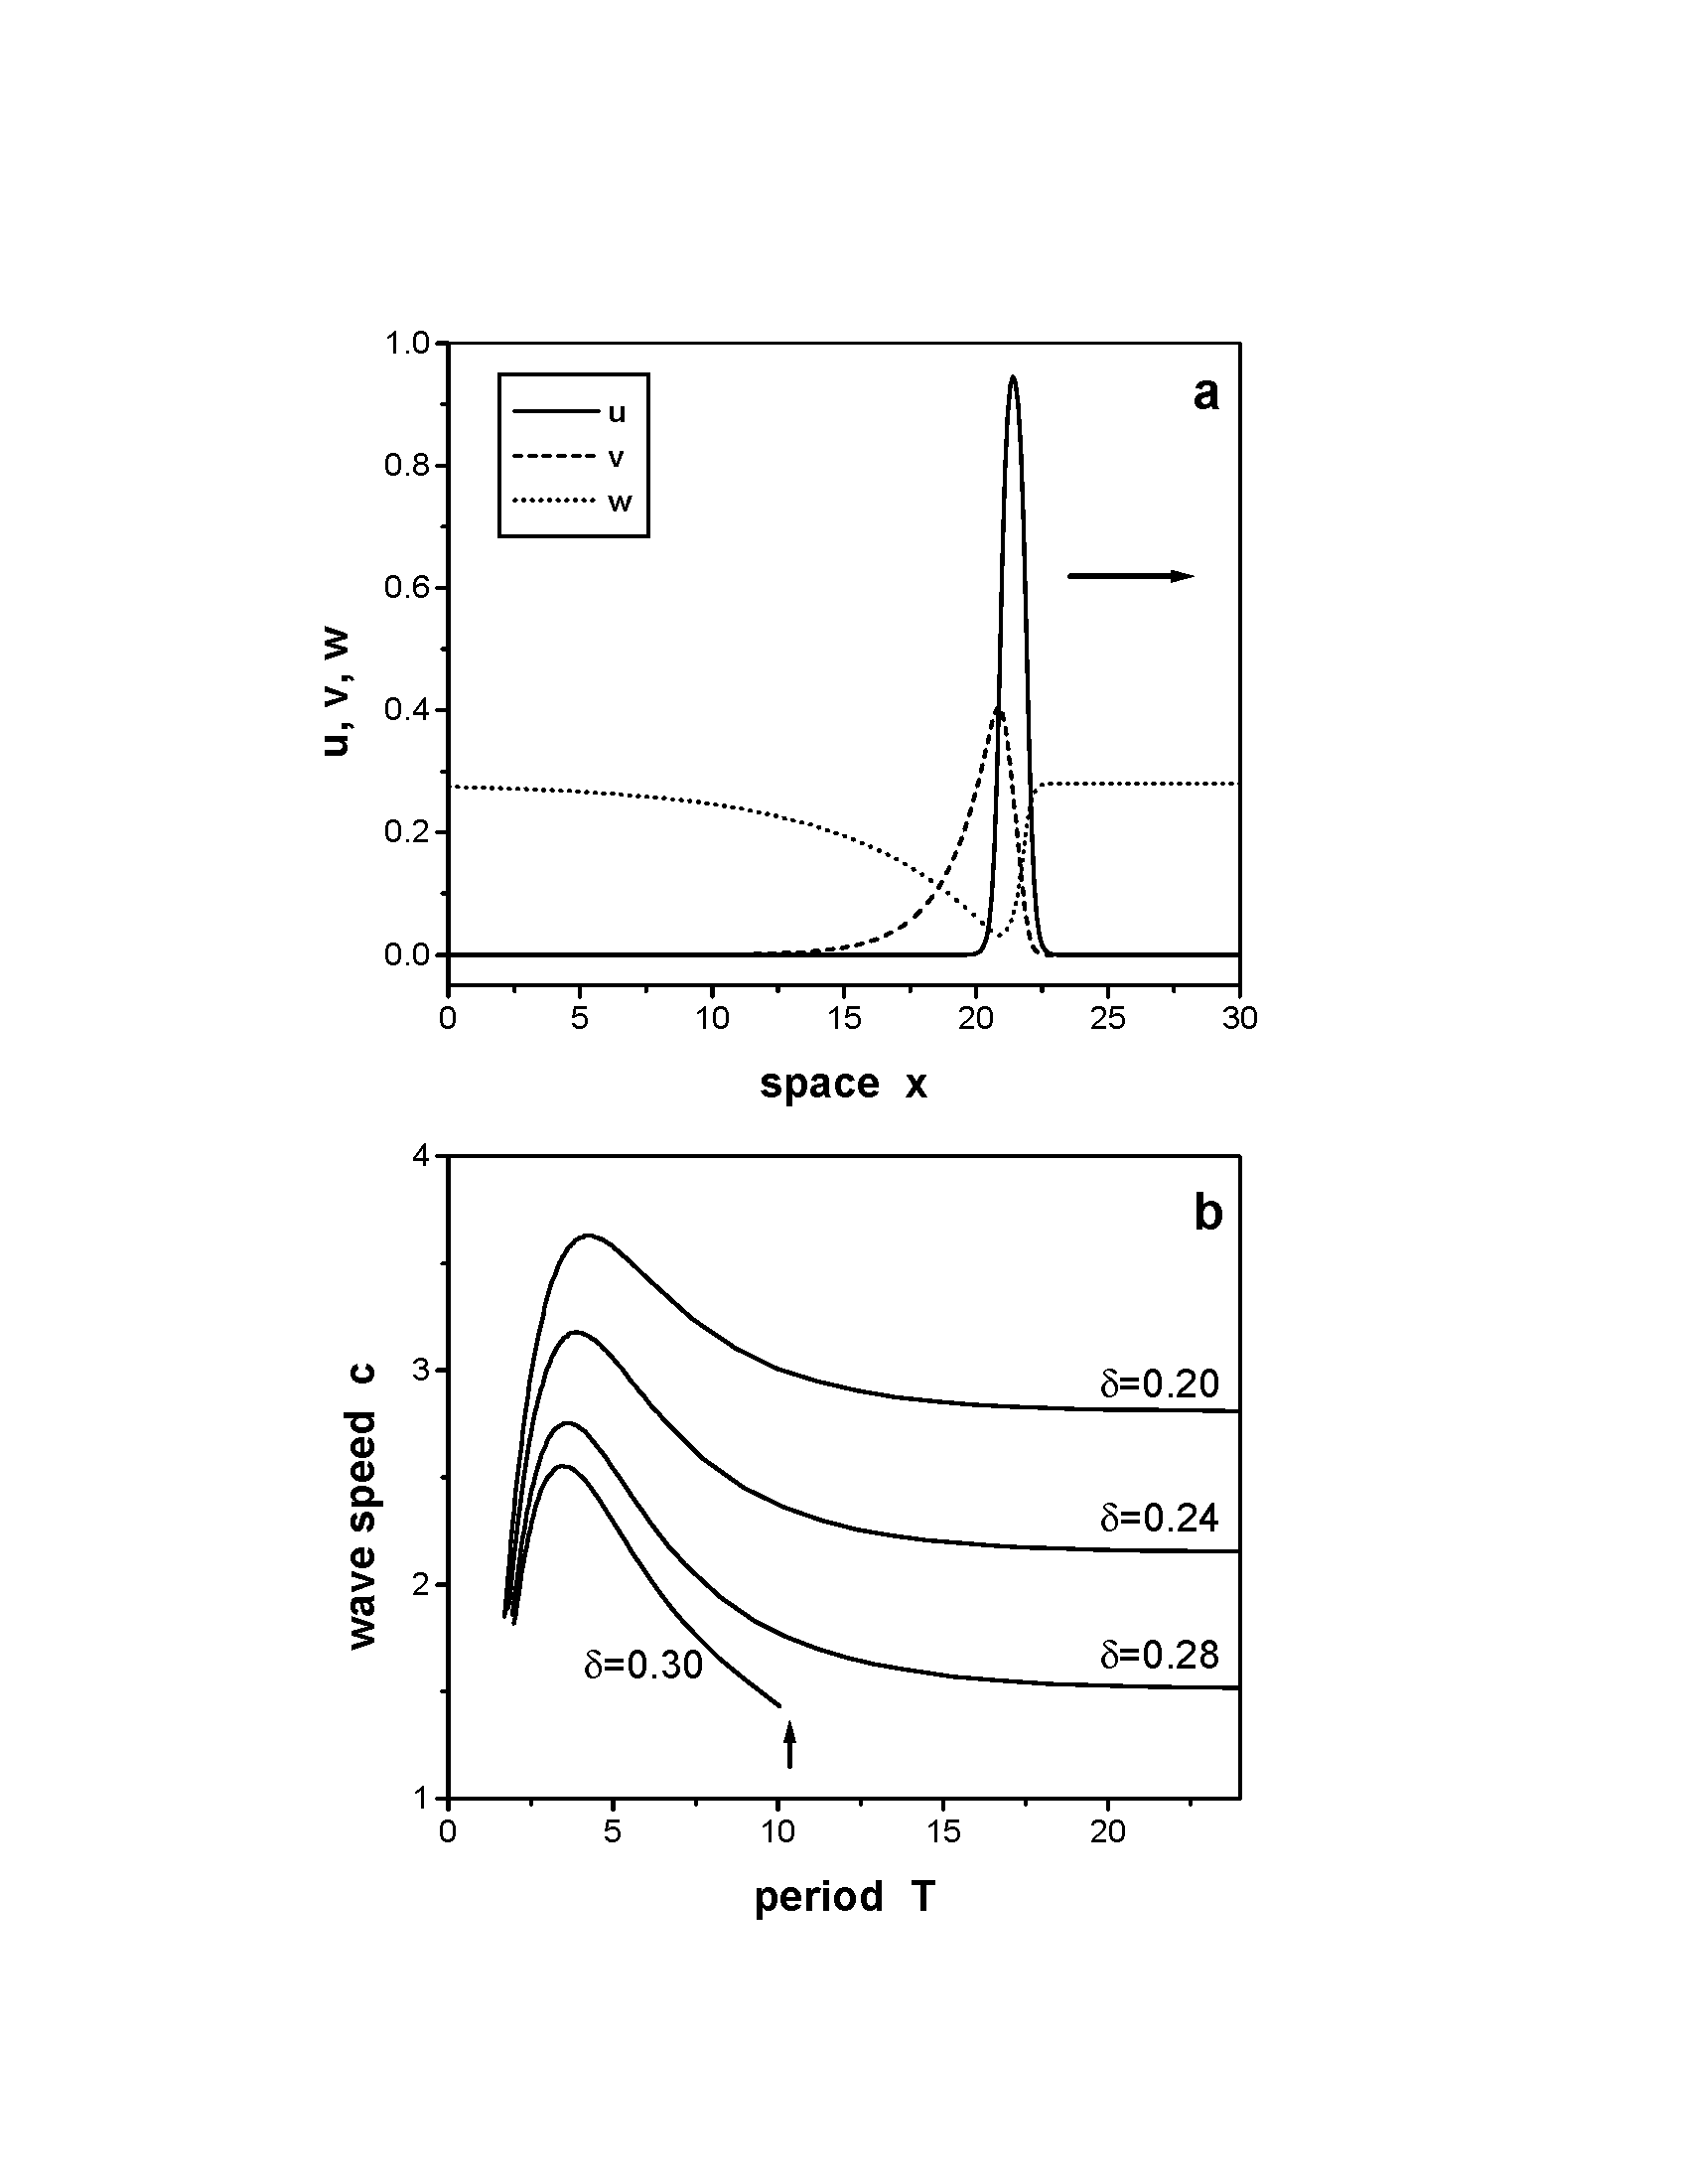 1.0
a
u
v
w
0.8
0.6
0.4
0.2
0.0
u, v, w
0 5 10 15 20 25 30
space x
4
b
3
2
1
wave speed c
δ=0.20
δ=0.24
δ=0.28
δ=0.30
0 5 10 15 20
period T